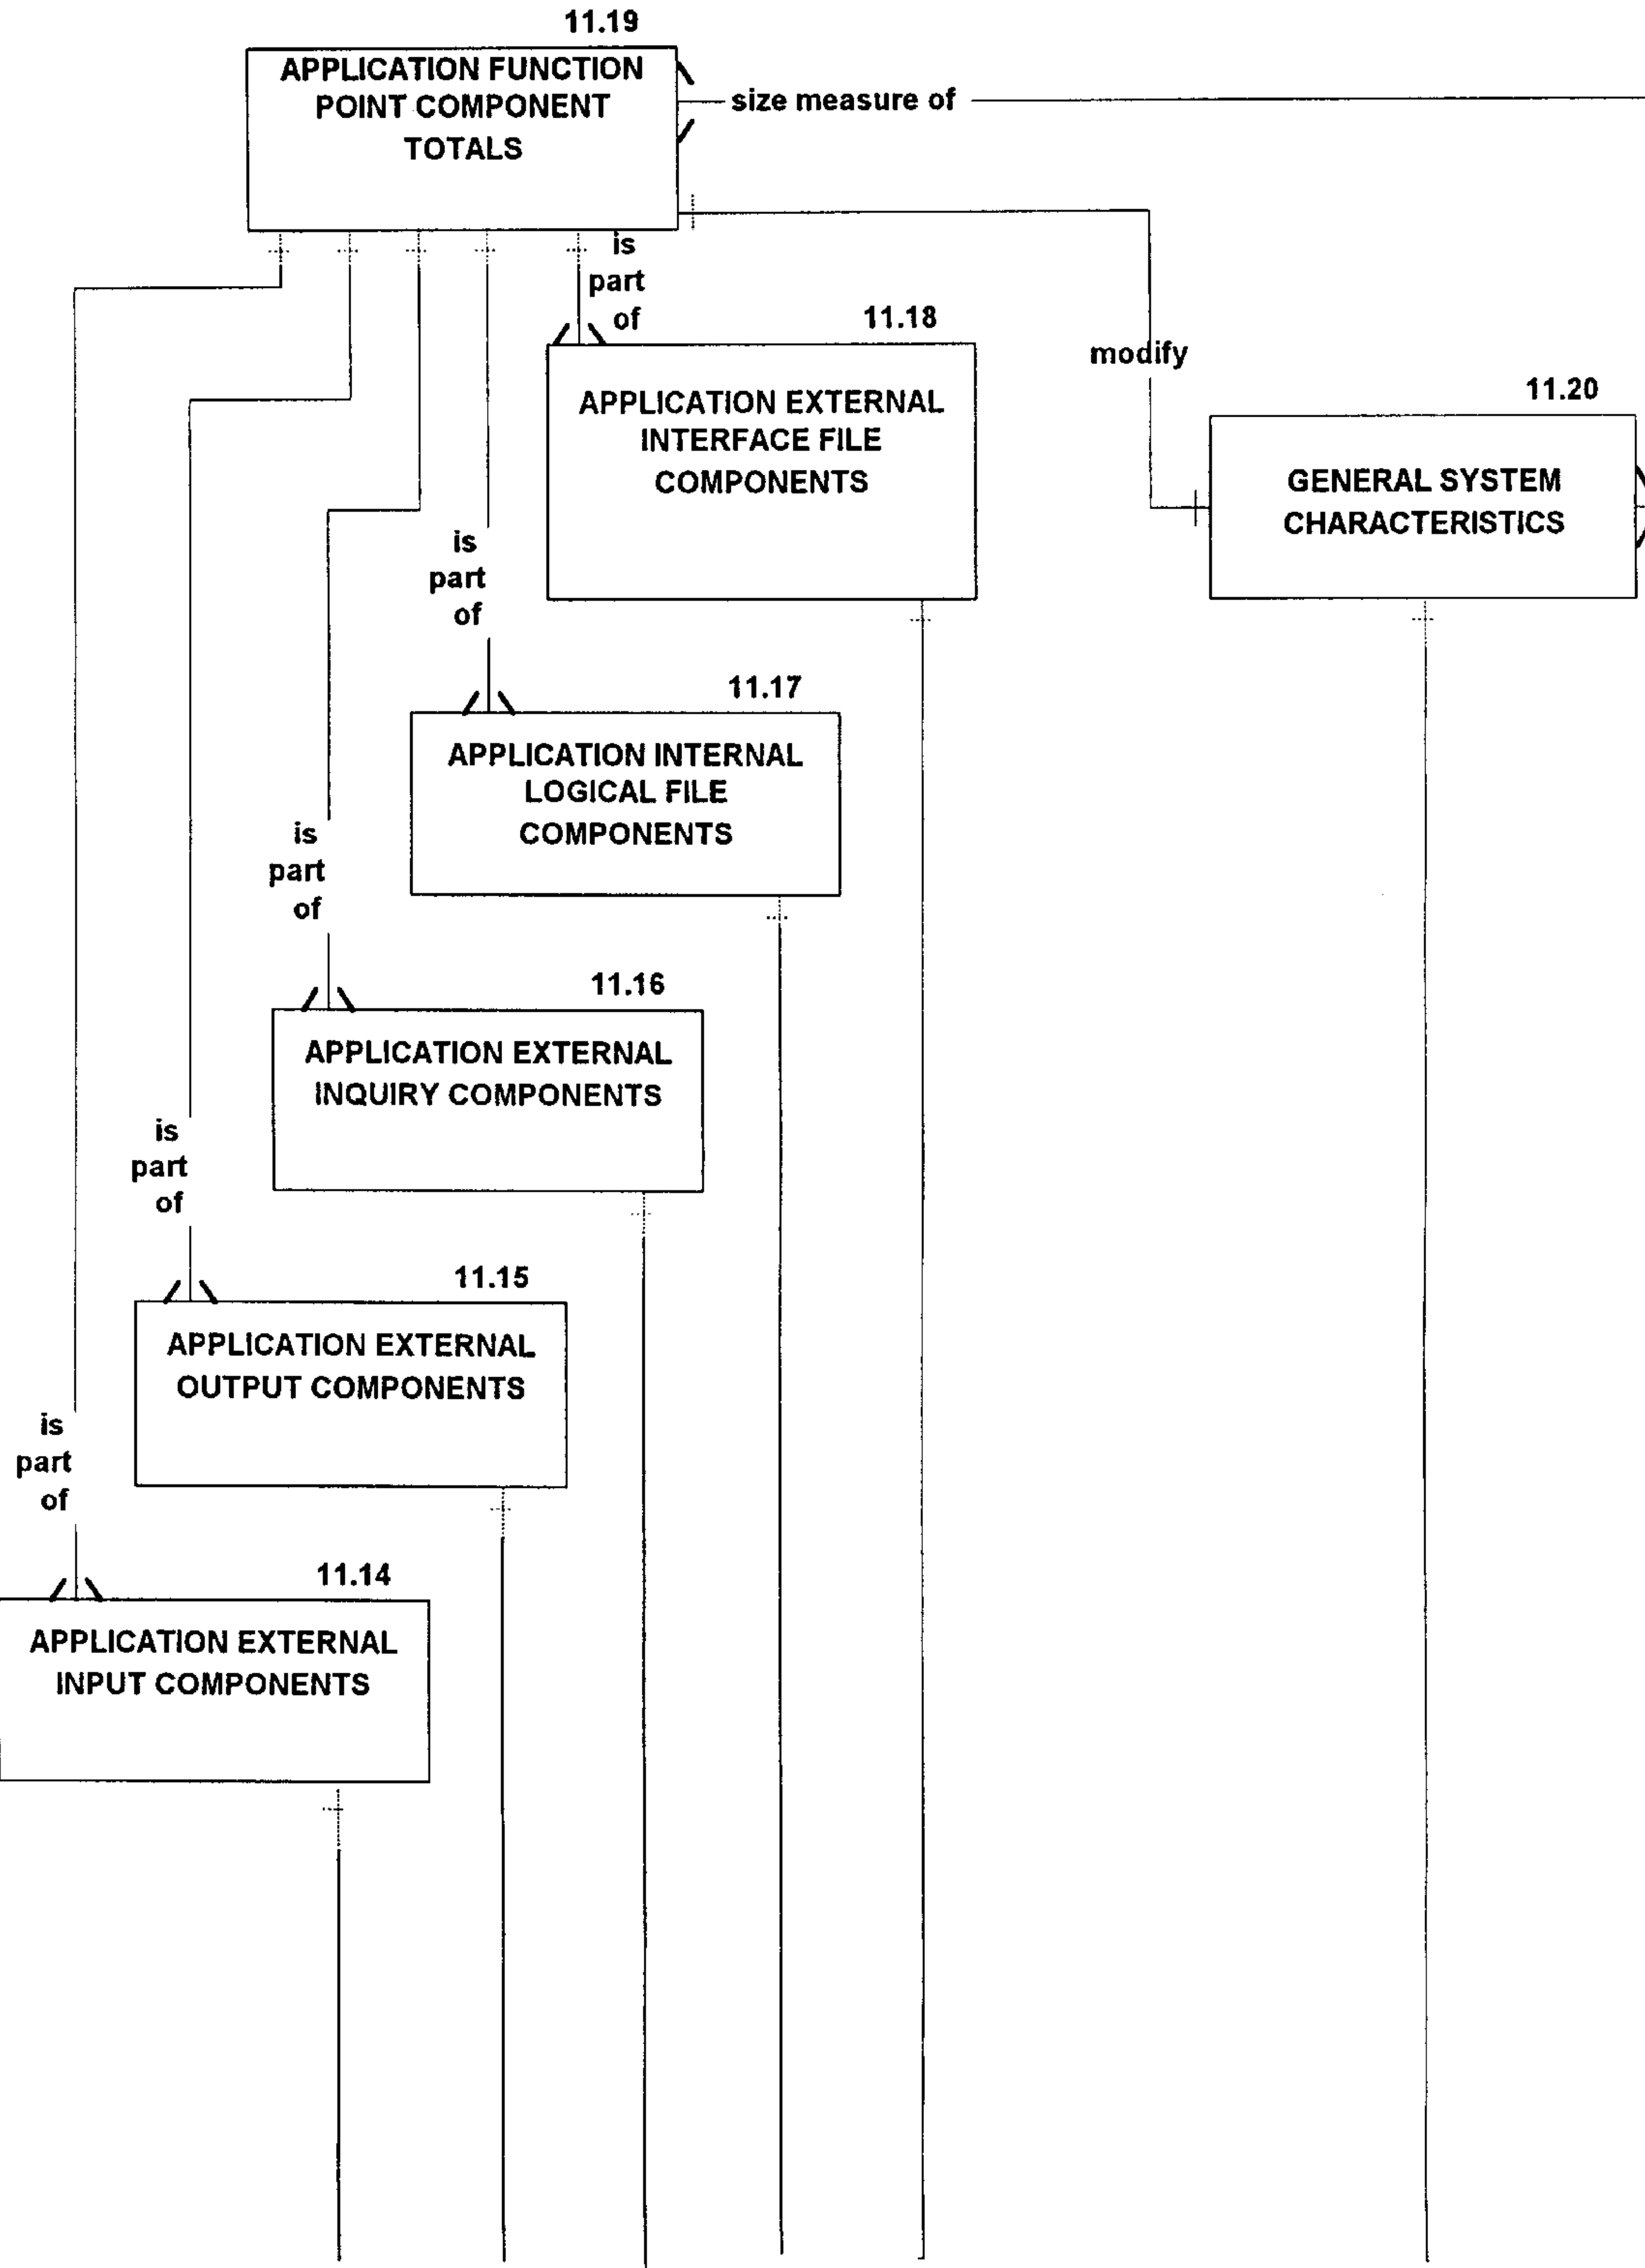 11.19
APPLICATION FUNCTION
POINT COMPONENT
TOTALS
size measure of
is
part
of
11.18
APPLICATION EXTERNAL
INTERFACE FILE
COMPONENTS
modify
11.20
GENERAL SYSTEM
CHARACTERISTICS
is
part
of
11.17
APPLICATION INTERNAL
LOGICAL FILE
COMPONENTS
is
part
of
11.16
APPLICATION EXTERNAL
INQUIRY COMPONENTS
is
part
of
11.15
APPLICATION EXTERNAL
OUTPUT COMPONENTS
is
part
of
11.14
APPLICATION EXTERNAL
INPUT COMPONENTS